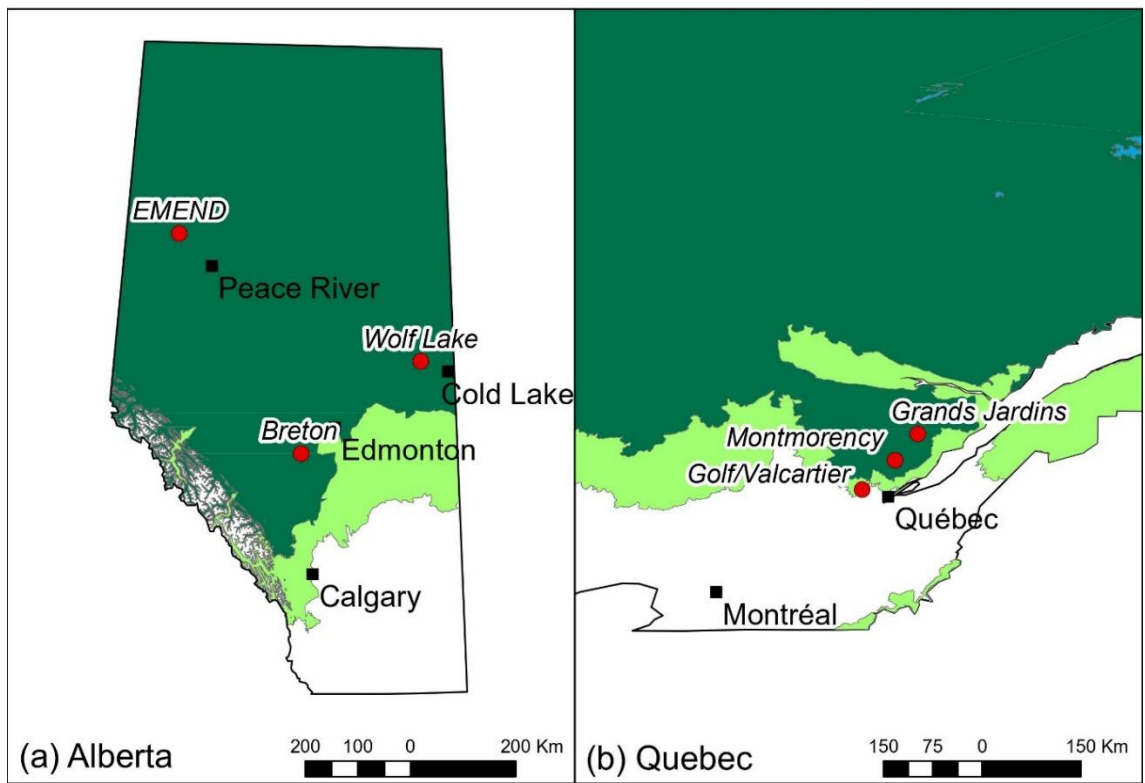 EMEND
Peace River
Wolf Lake
Cold Lake
Breton
Edmonton
Calgary
(a) Alberta
200 100 0 200 Km
Grands Jardins
Montmorency
Golf/Valcartier
Québec
Montréal
(b) Quebec
150 75 0 150 Km